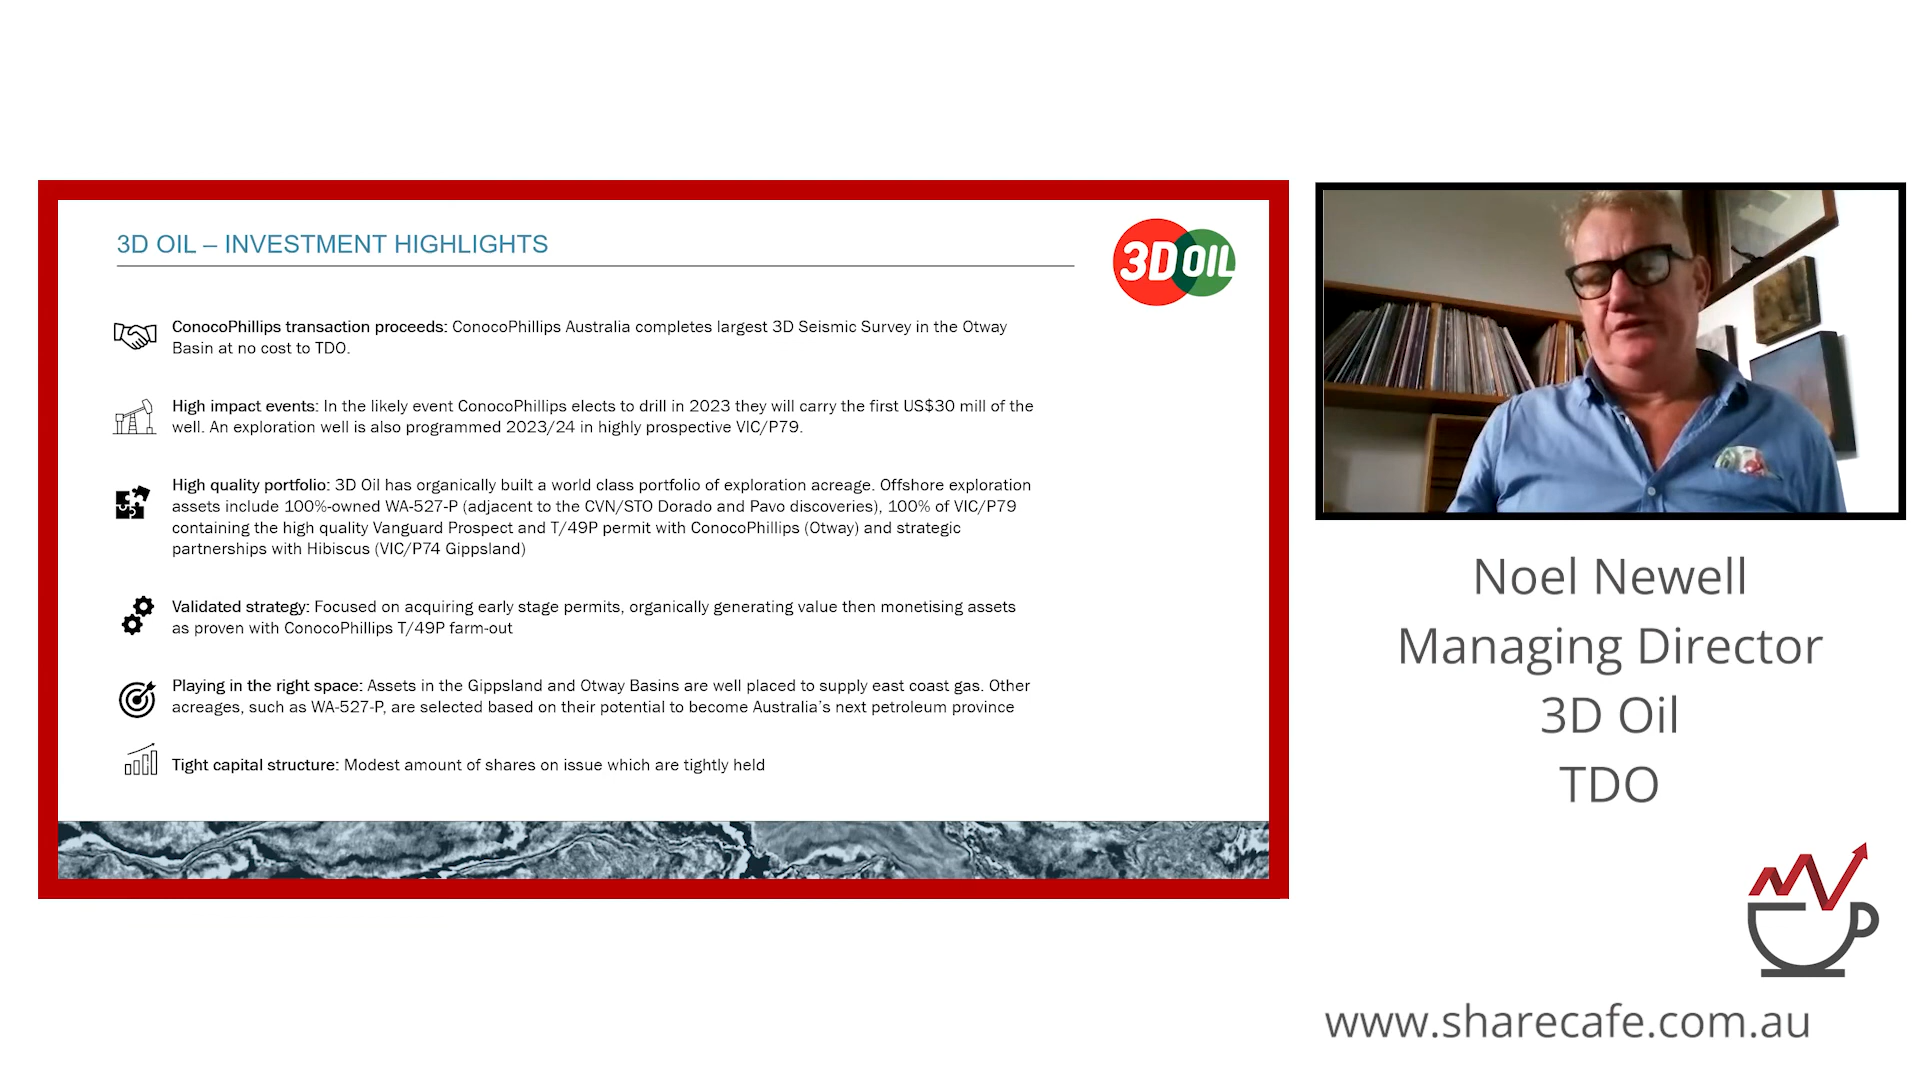 3D OIL – INVESTMENT HIGHLIGHTS
3D OIL
ConocoPhillips transaction proceeds: ConocoPhillips Australia completes largest 3D Seismic Survey in the Otway
Basin at no cost to TDO.
High impact events: In the likely event ConocoPhillips elects to drill in 2023 they will carry the first US$30 mill of the
well. An exploration well is also programmed 2023/24 in highly prospective VIC/P79.
High quality portfolio: 3D Oil has organically built a world class portfolio of exploration acreage. Offshore exploration
assets include 100%-owned WA-527-P (adjacent to the CVN/STO Dorado and Pavo discoveries), 100% of VIC/P79
containing the high quality Vanguard Prospect and T/49P permit with ConocoPhillips (Otway) and strategic
partnerships with Hibiscus (VIC/P74 Gippsland)
Validated strategy: Focused on acquiring early stage permits, organically generating value then monetising assets
as proven with ConocoPhillips T/49P farm-out
Playing in the right space: Assets in the Gippsland and Otway Basins are well placed to supply east coast gas. Other
acreages, such as WA-527-P, are selected based on their potential to become Australia's next petroleum province
Tight capital structure: Modest amount of shares on issue which are tightly held
Noel Newell
Managing Director
3D Oil
TDO
www.sharecafe.com.au